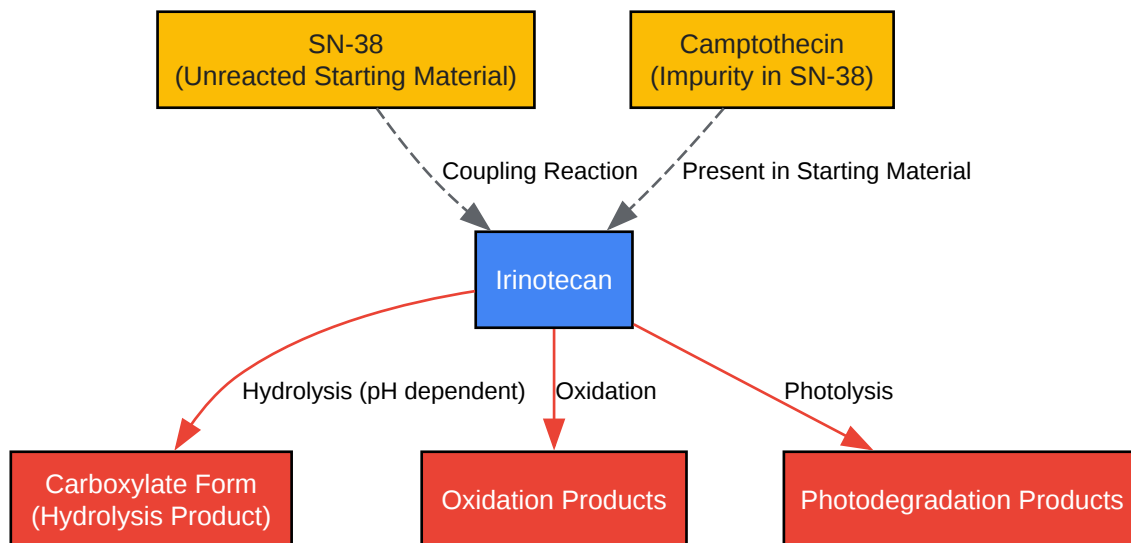 SN-38
(Unreacted Starting Material)
Camptothecin
(Impurity in SN-38)
Coupling Reaction
Present in Starting Material
Irinotecan
Hydrolysis (pH dependent)
Oxidation
Photolysis
Carboxylate Form
(Hydrolysis Product)
Oxidation Products
Photodegradation Products